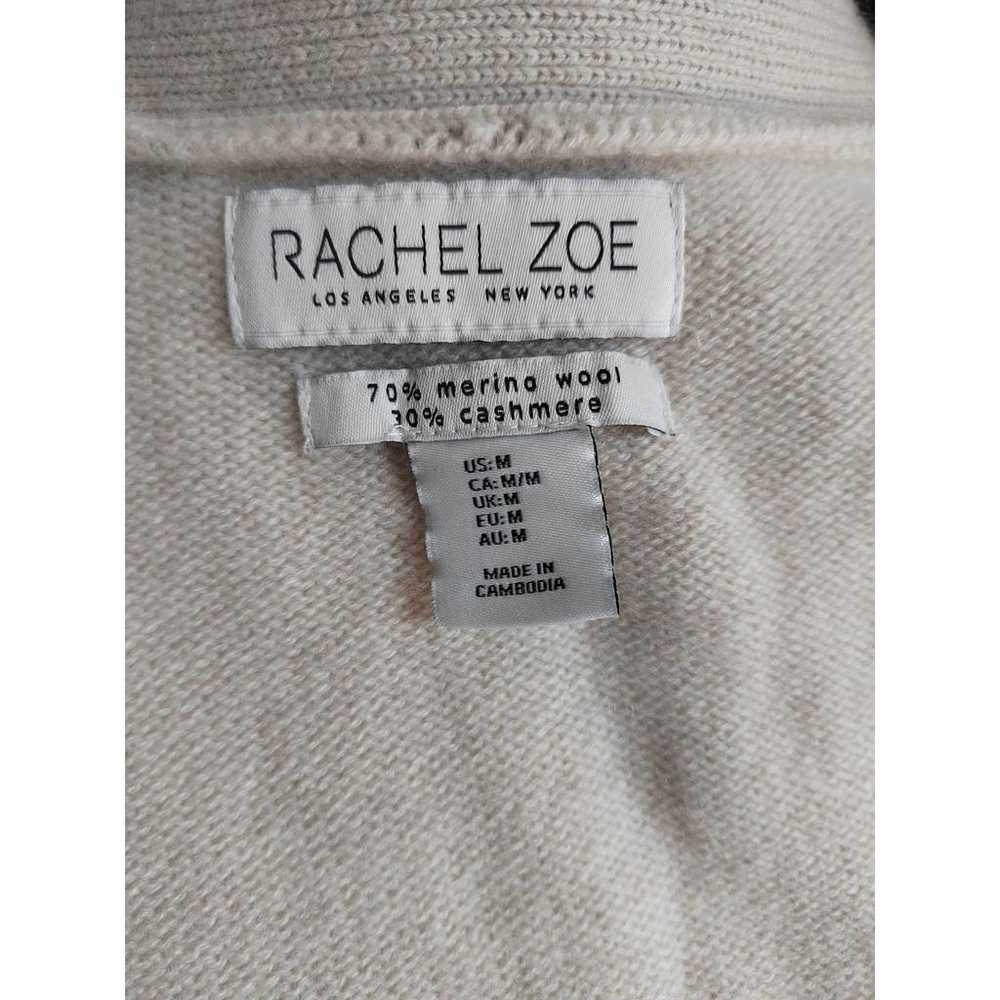 RACHEL ZOE
LOS ANGELES NEW YORK
70% merino wool
30% cashmere
US: M
CA: M/M
UK: M
EU: M
AU: M
MADE IN
CAMBODIA